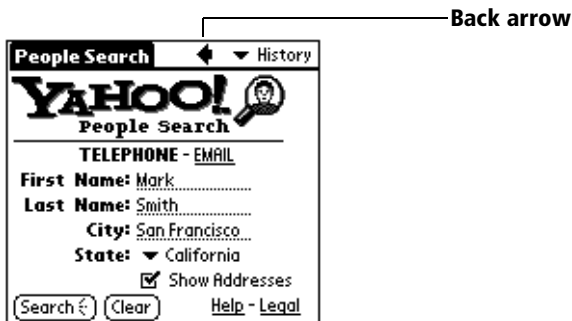 Back arrow
People Search History
YAHOO!
People Search
TELEPHONE - EMAIL
First Name: Mark
Last Name: Smith
City: San Francisco
State: California
Show Addresses
Search Clear Help - Legal